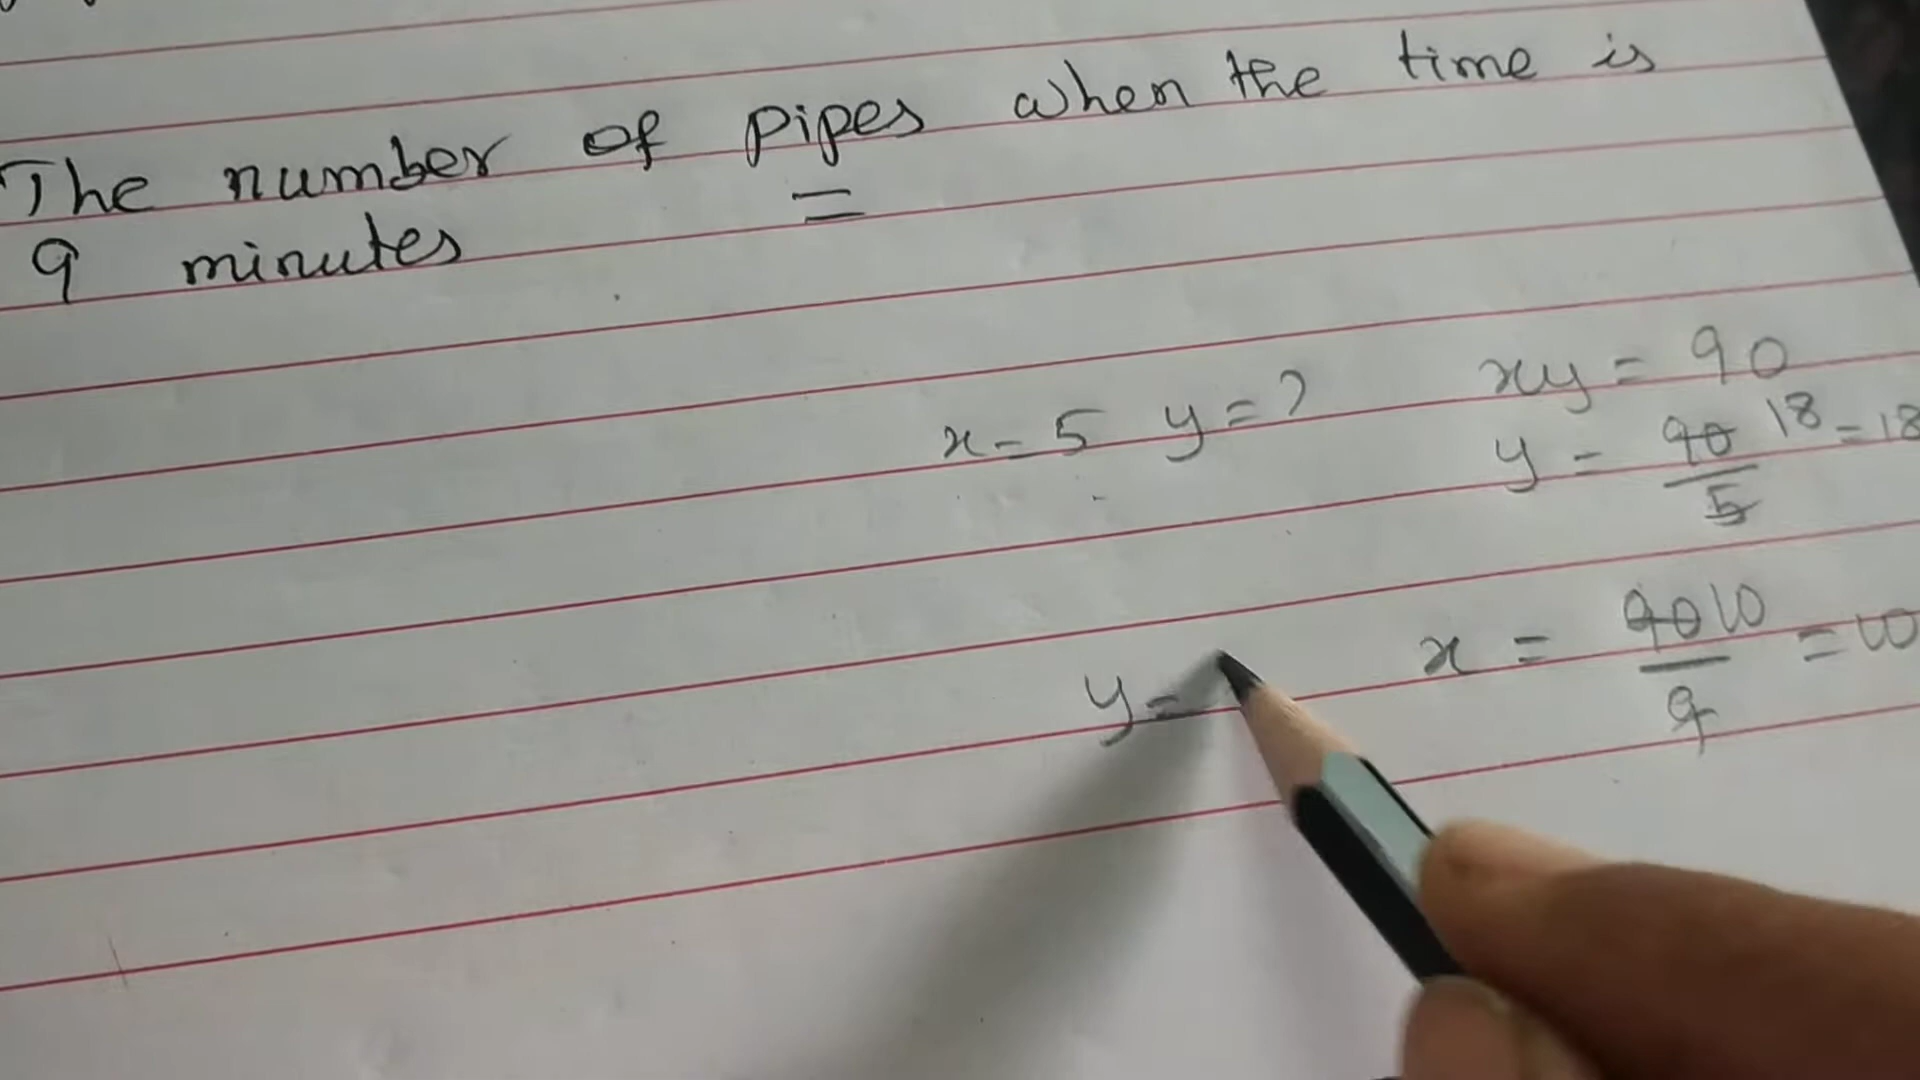 The number of pipes when the time is
9 minutes
x = 5 y = ? xy = 90
y = 90/5 18 = 18
y = x = 90/9 10 = 10